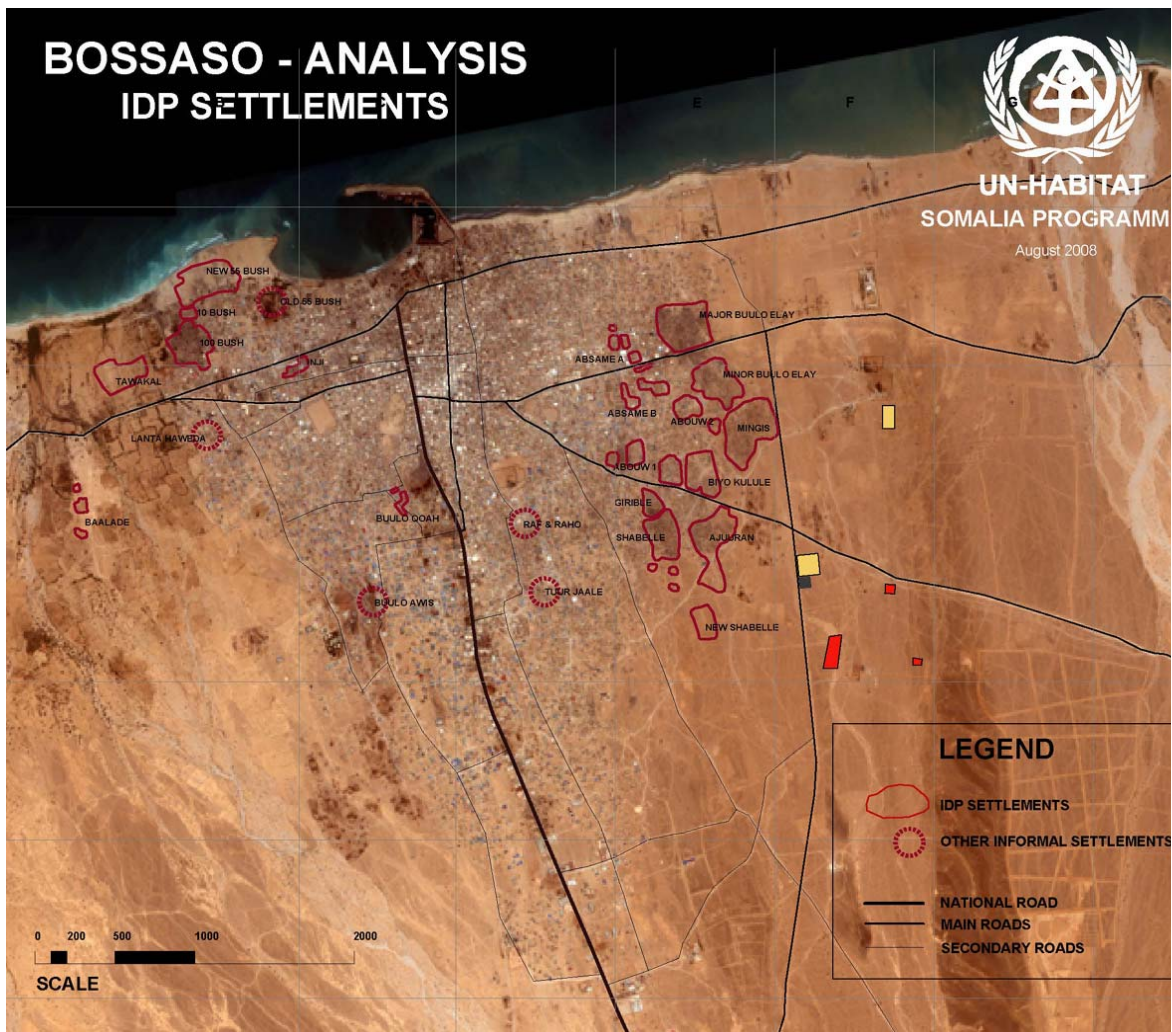 BOSSASO - ANALYSIS
IDP SETTLEMENTS
E
F
G
UN-HABITAT
SOMALIA PROGRAMM
August 2008
NEW 55 BUSH
OLD 55 BUSH
10 BUSH
100 BUSH
TAWAKAL
INJI
LANTA HAWEDA
BAALADE
BUULO QOAH
BUULO AWIS
RAF & RAHO
TUUR JAALE
MAJOR BUULO ELAY
ABSAME A
MINOR BUULO ELAY
ABSAME B
ABOUW 2
MINGIS
ABOUW 1
BIYO KULULE
GIRIBLE
SHABELLE
AJUURAN
NEW SHABELLE
LEGEND
IDP SETTLEMENTS
OTHER INFORMAL SETTLEMENTS
NATIONAL ROAD
MAIN ROADS
SECONDARY ROADS
0 200 500 1000 2000
SCALE